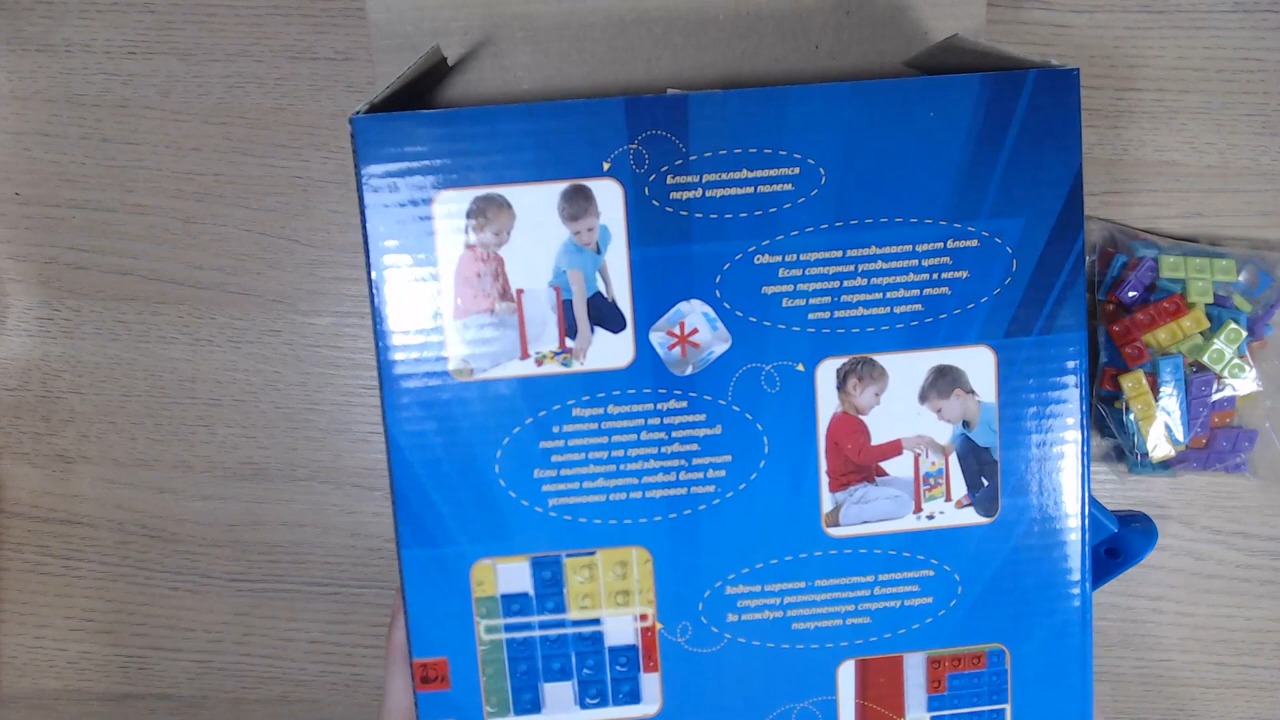 Блоки раскладываются
перед игровым полем.
Один из игроков загадывает цвет блока.
Если соперник угадывает цвет,
право первого хода переходит к нему.
Если нет - первым ходит тот,
кто загадывал цвет.
Игрок бросает кубик
и затем ставит на игровое
поле именно тот блок, который
выпал ему на грани кубика.
Если выпадает «звёздочка», значит
можно выбирать любой блок для
установки его на игровое поле.
Задача игроков - полностью заполнить
строчку разноцветными блоками.
За каждую заполненную строчку игрок
получает очки.